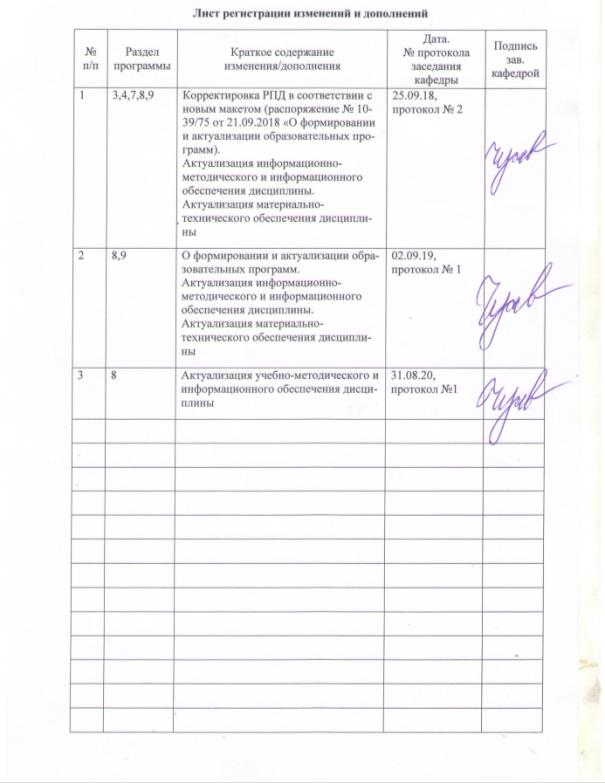 Лист регистрации изменений и дополнений
№
п/п
Раздел
программы
Краткое содержание
изменения/дополнения
Дата.
№ протокола
заседания
кафедры
Подпись
зав.
кафедрой
1
3,4,7,8,9
Корректировка РПД в соответствии с
новым макетом (распоряжение № 10-
39/75 от 21.09.2018 «О формировании
и актуализации образовательных про-
грамм).
Актуализация информационно-
методического и информационного
обеспечения дисциплины.
Актуализация материально-
технического обеспечения дисципли-
ны
25.09.18,
протокол № 2
2
8,9
О формировании и актуализации обра-
зовательных программ.
Актуализация информационно-
методического и информационного
обеспечения дисциплины.
Актуализация материально-
технического обеспечения дисципли-
ны
02.09.19,
протокол № 1
3
8
Актуализация учебно-методического и
информационного обеспечения дисци-
плины
31.08.20,
протокол №1